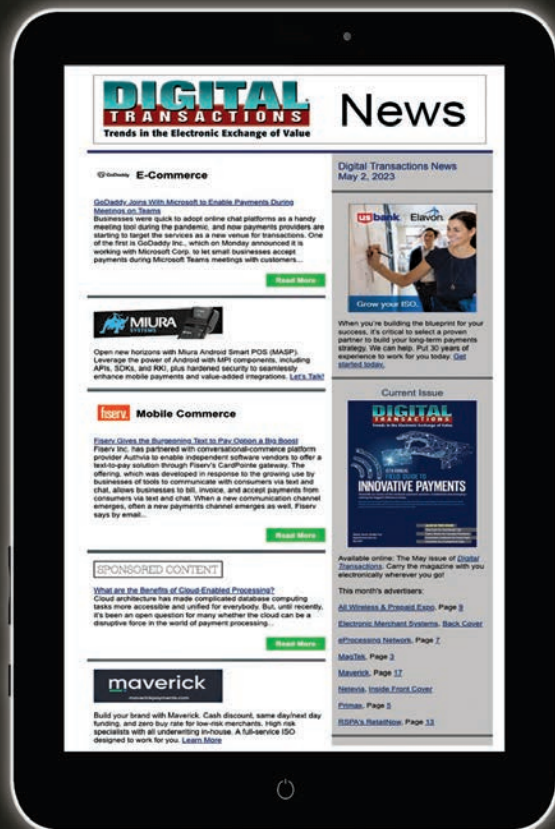 DIGITAL
TRANSACTIONS
Trends in the Electronic Exchange of Value
News
GoDaddy
E-Commerce
GoDaddy Joins With Microsoft to Enable Payments During
Meetings on Teams
Businesses were quick to adopt online chat platforms as a handy
meeting tool during the pandemic, and now payments providers are
starting to target the services as a new venue for transactions. One
of the first is GoDaddy Inc., which on Monday announced it is
working with Microsoft Corp. to let small businesses accept
payments during Microsoft Teams meetings with customers...
Read More
MIURA
SYSTEMS
Open new horizons with Miura Android Smart POS (MASP).
Leverage the power of Android with MPI components, including
APIs, SDKs, and RKI, plus hardened security to seamlessly
enhance mobile payments and value-added integrations. Let's Talk!
fiserv.
Mobile Commerce
Fiserv Gives the Burgeoning Text to Pay Option a Big Boost
Fiserv Inc. has partnered with conversational-commerce platform
provider Authvia to enable independent software vendors to offer a
text-to-pay solution through Fiserv's CardPointe gateway. The
offering, which was developed in response to the growing use by
businesses of tools to communicate with consumers via text and
chat, allows businesses to bill, invoice, and accept payments from
consumers via text and chat. When a new communication channel
emerges, often a new payments channel emerges as well, Fiserv
says by email...
Read More
SPONSORED CONTENT
What are the Benefits of Cloud-Enabled Processing?
Cloud architecture has made complicated database computing
tasks more accessible and unified for everybody. But, until recently,
it's been an open question for many whether the cloud can be a
disruptive force in the world of payment processing...
Read More
maverick
maverickpayments.com
Build your brand with Maverick. Cash discount, same day/next day
funding, and zero buy rate for low-risk merchants. High risk
specialists with all underwriting in-house. A full-service ISO
designed to work for you. Learn More
Digital Transactions News
May 2, 2023
usbank.
Elavon
Grow your ISO.
When you're building the blueprint for your
success, it's critical to select a proven
partner to build your long-term payments
strategy. We can help. Put 30 years of
experience to work for you today. Get
started today.
Current Issue
DIGITAL
TRANSACTIONS
Trends in the Electronic Exchange of Value
FIELD GUIDE TO
INNOVATIVE PAYMENTS
Available online: The May issue of Digital
Transactions. Carry the magazine with you
electronically wherever you go!
This month's advertisers:
All Wireless & Prepaid Expo, Page 9
Electronic Merchant Systems, Back Cover
eProcessing Network, Page 7
MagTek, Page 3
Maverick, Page 17
Netevia, Inside Front Cover
Primax, Page 5
RSPA's RetailNow, Page 13